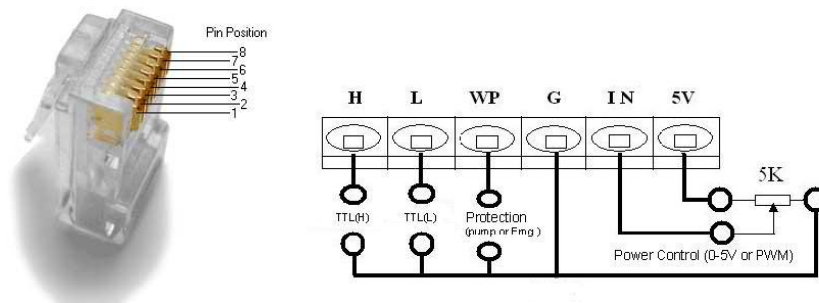 Pin Position
8
7
6
5
4
3
2
1
H L WP G IN 5V
5K
TTL(H) TTL(L) Protection
(pump or Emg.)
Power Control (0-5V or PWM)